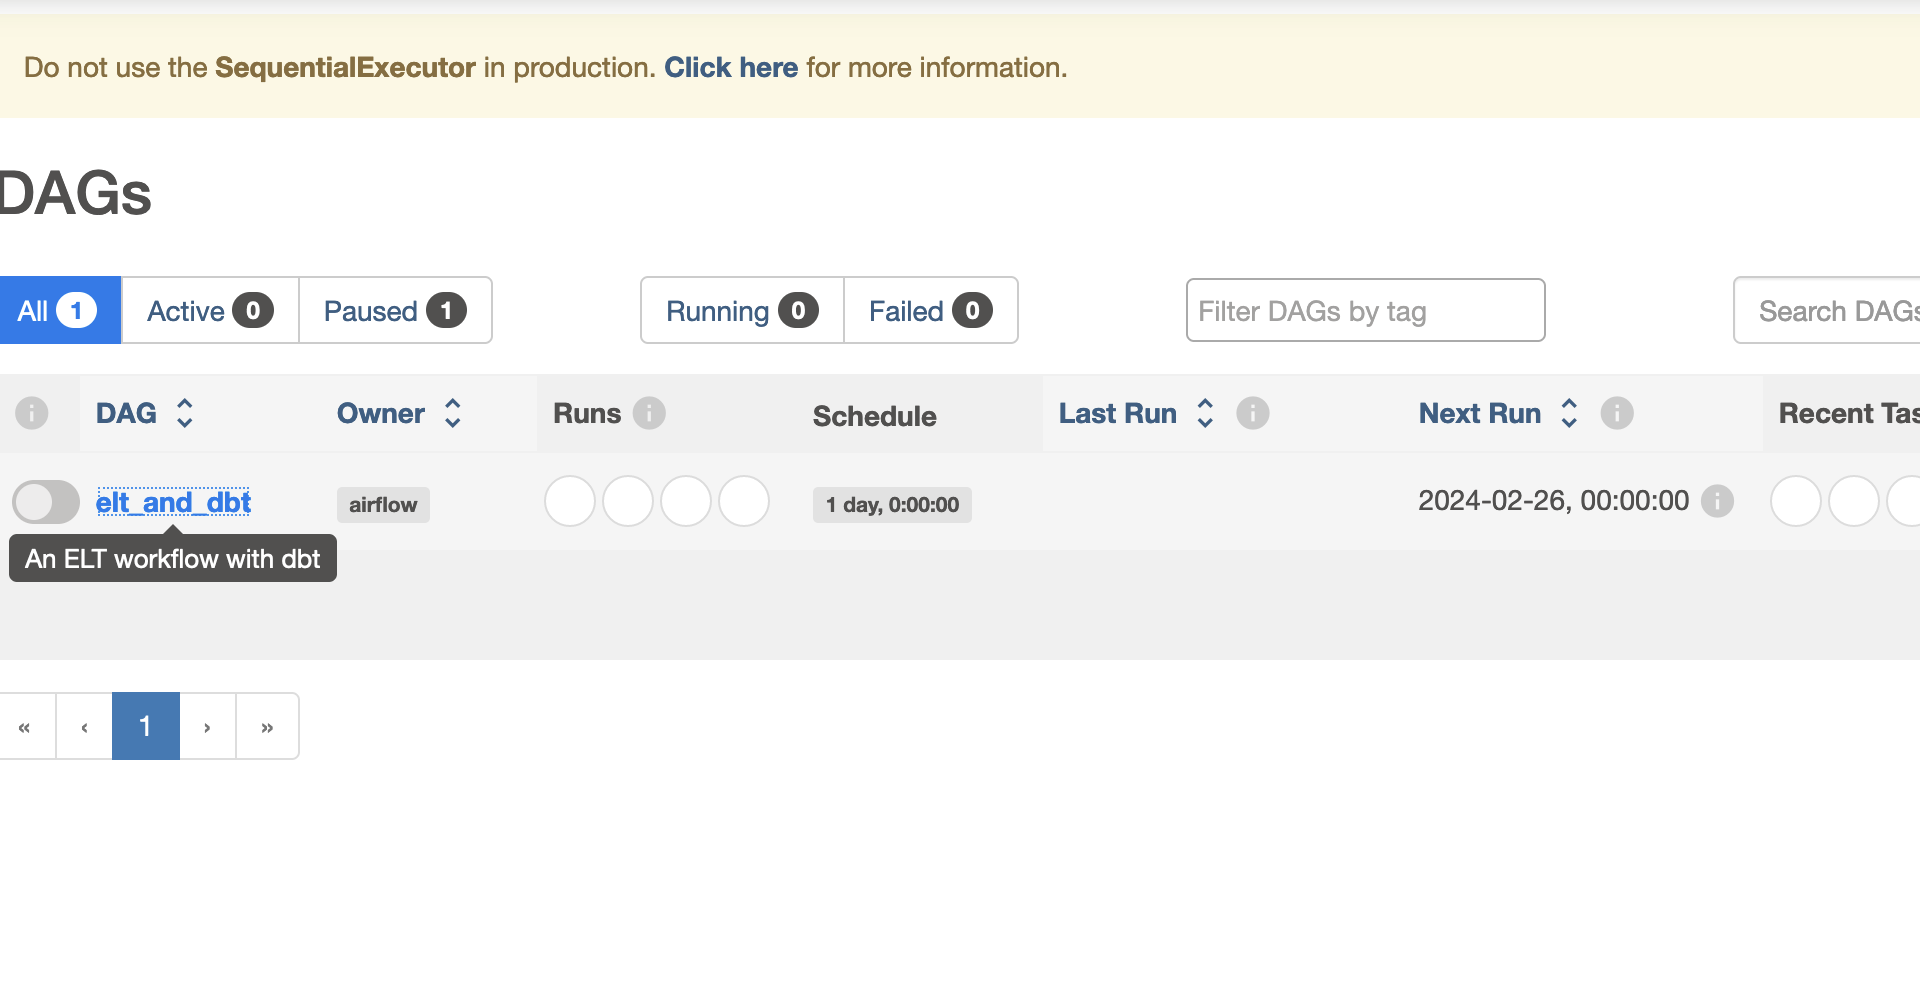 Do not use the SequentialExecutor in production. Click here for more information.
DAGs
All 1 Active 0 Paused 1 Running 0 Failed 0 Filter DAGs by tag Search DAGs
DAG Owner Runs Schedule Last Run Next Run Recent Tas
elt_and_dbt airflow 1 day, 0:00:00 2024-02-26, 00:00:00
An ELT workflow with dbt
« ‹ 1 › »